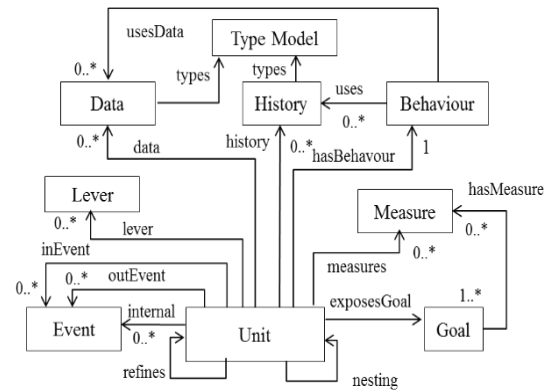 usesData
Type Model
0..*
types
types
Data
History
uses
Behaviour
0..*
0..*
data
history
0..*
hasBehavour
1
Lever
hasMeasure
0..*
lever
Measure
0..*
inEvent
0..*
measures
outEvent
0..*
0..*
internal
exposesGoal
1..*
Event
0..*
Unit
Goal
refines
nesting